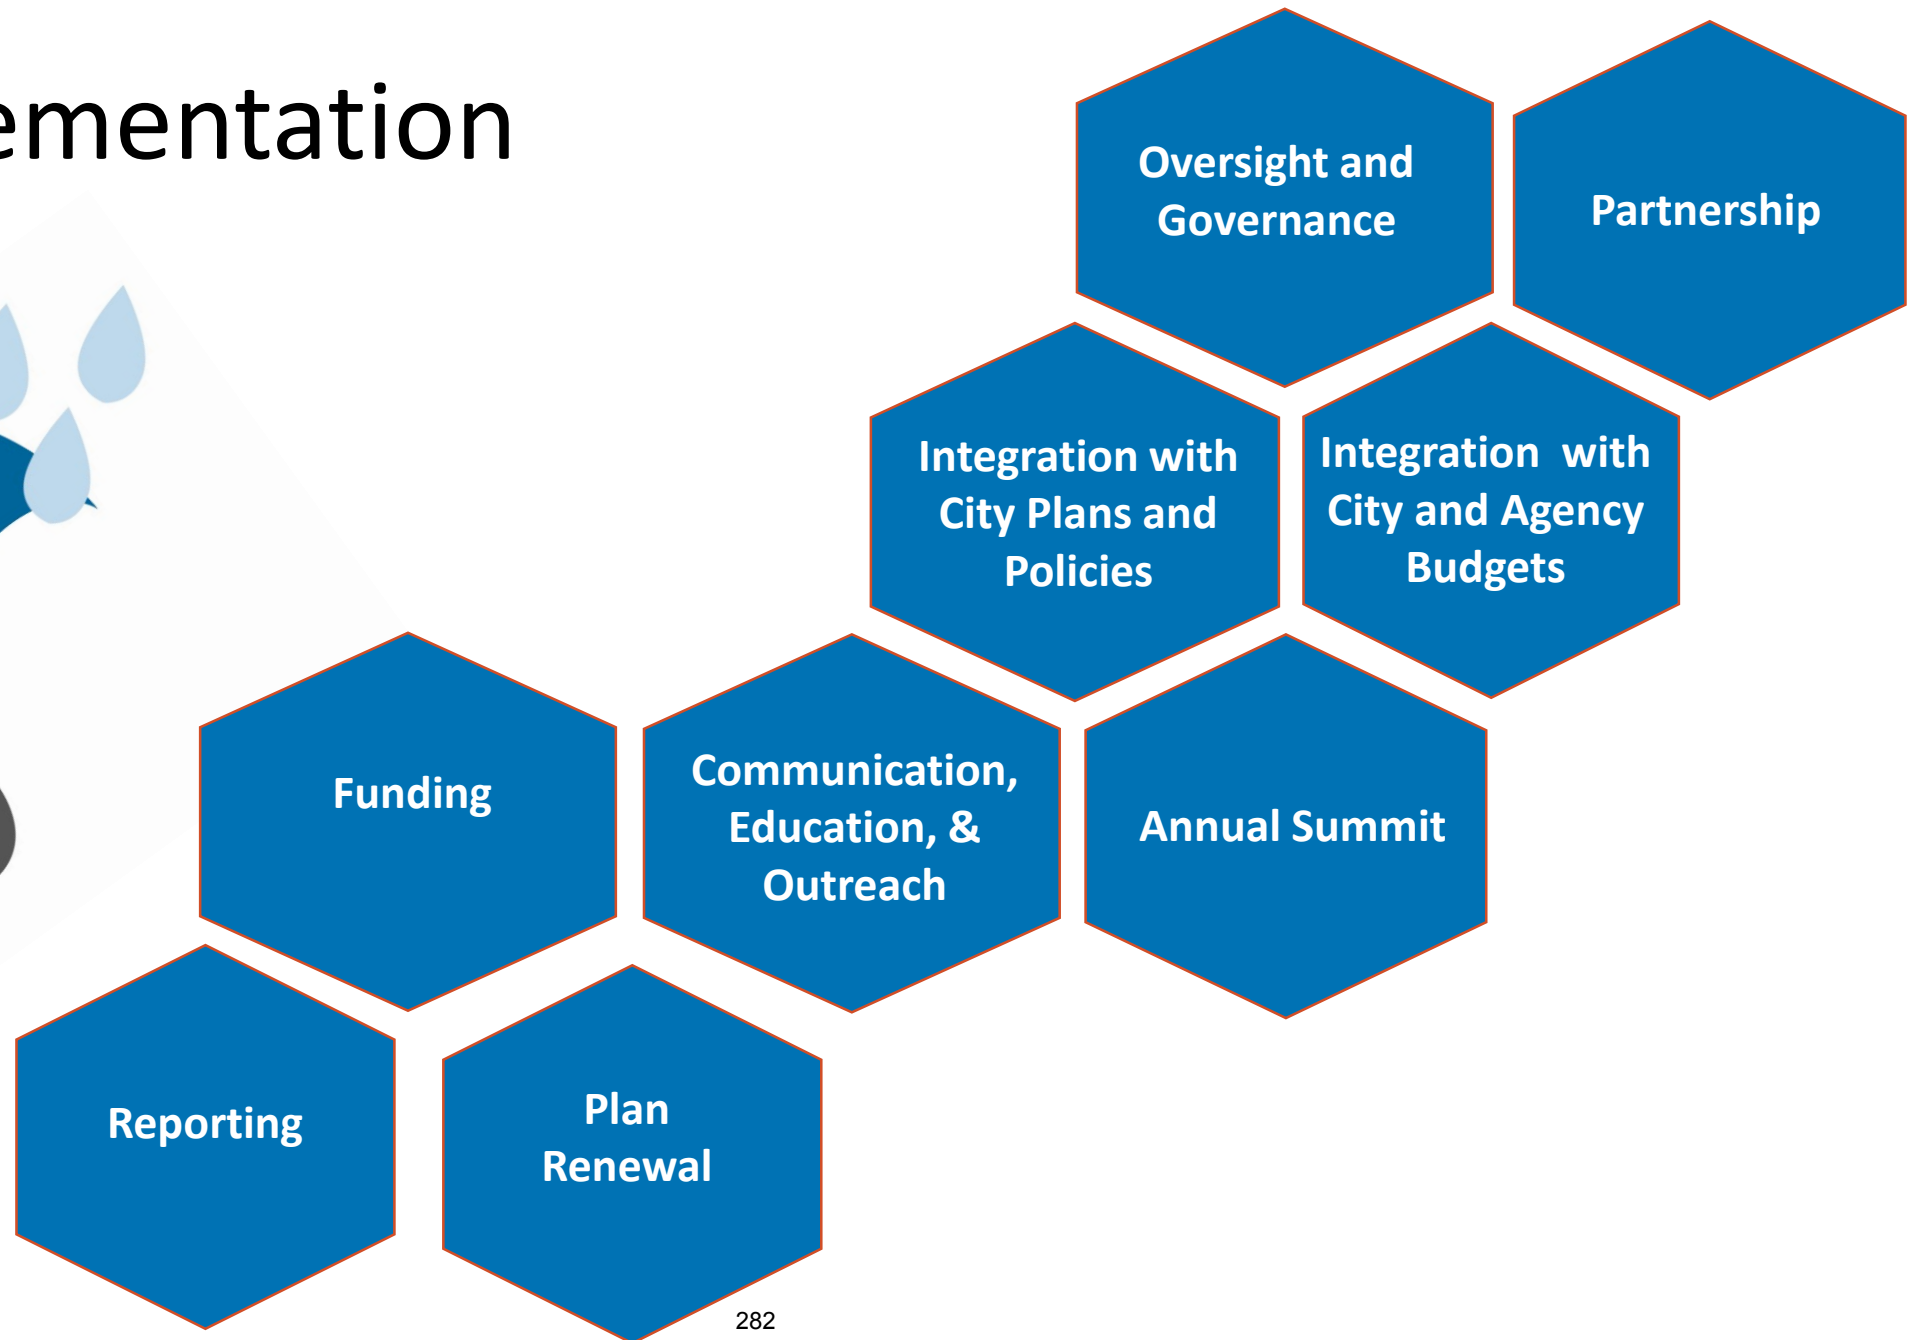 ementation
Oversight and
Governance
Partnership
Integration with
City Plans and
Policies
Integration  with
City and Agency
Budgets
Funding
Communication,
Education, &
Outreach
Annual Summit
Reporting
Plan
Renewal
282